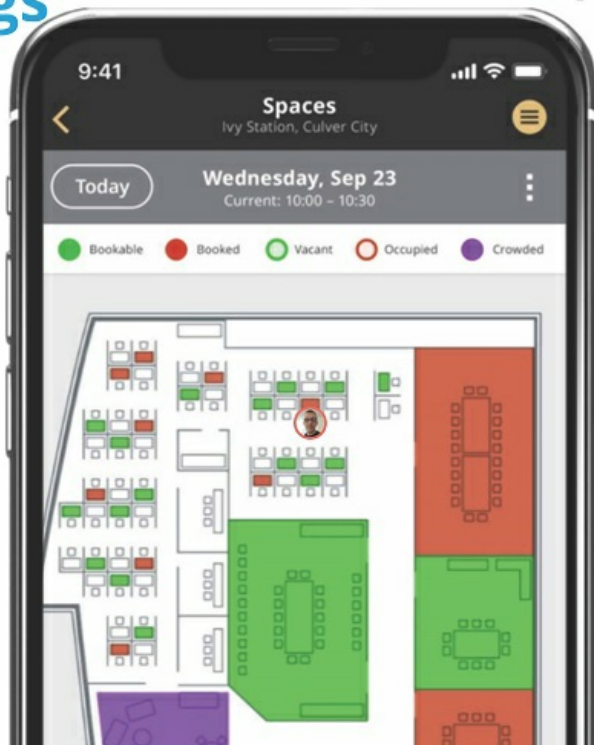 gs
9:41
Spaces
Ivy Station, Culver City
Today
Wednesday, Sep 23
Current: 10:00 – 10:30
Bookable
Booked
Vacant
Occupied
Crowded